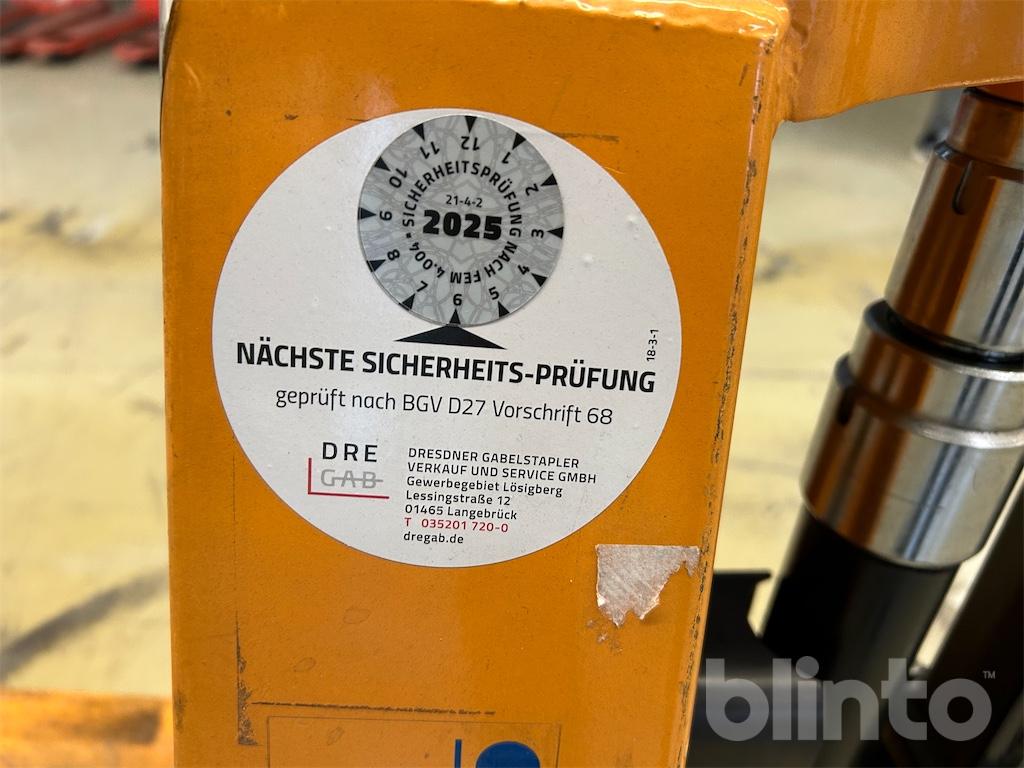 12
1
2
3
4
5
6
7
8
9
10
11
SICHERHEITSPRÜFUNG NACH FEM 4.004
21-4-2
2025
18-3-1
NÄCHSTE SICHERHEITS-PRÜFUNG
geprüft nach BGV D27 Vorschrift 68
DRE
GAB
DRESDNER GABELSTAPLER
VERKAUF UND SERVICE GMBH
Gewerbegebiet Lösigberg
Lessingstraße 12
01465 Langebrück
T 035201 720-0
dregab.de
blinto™